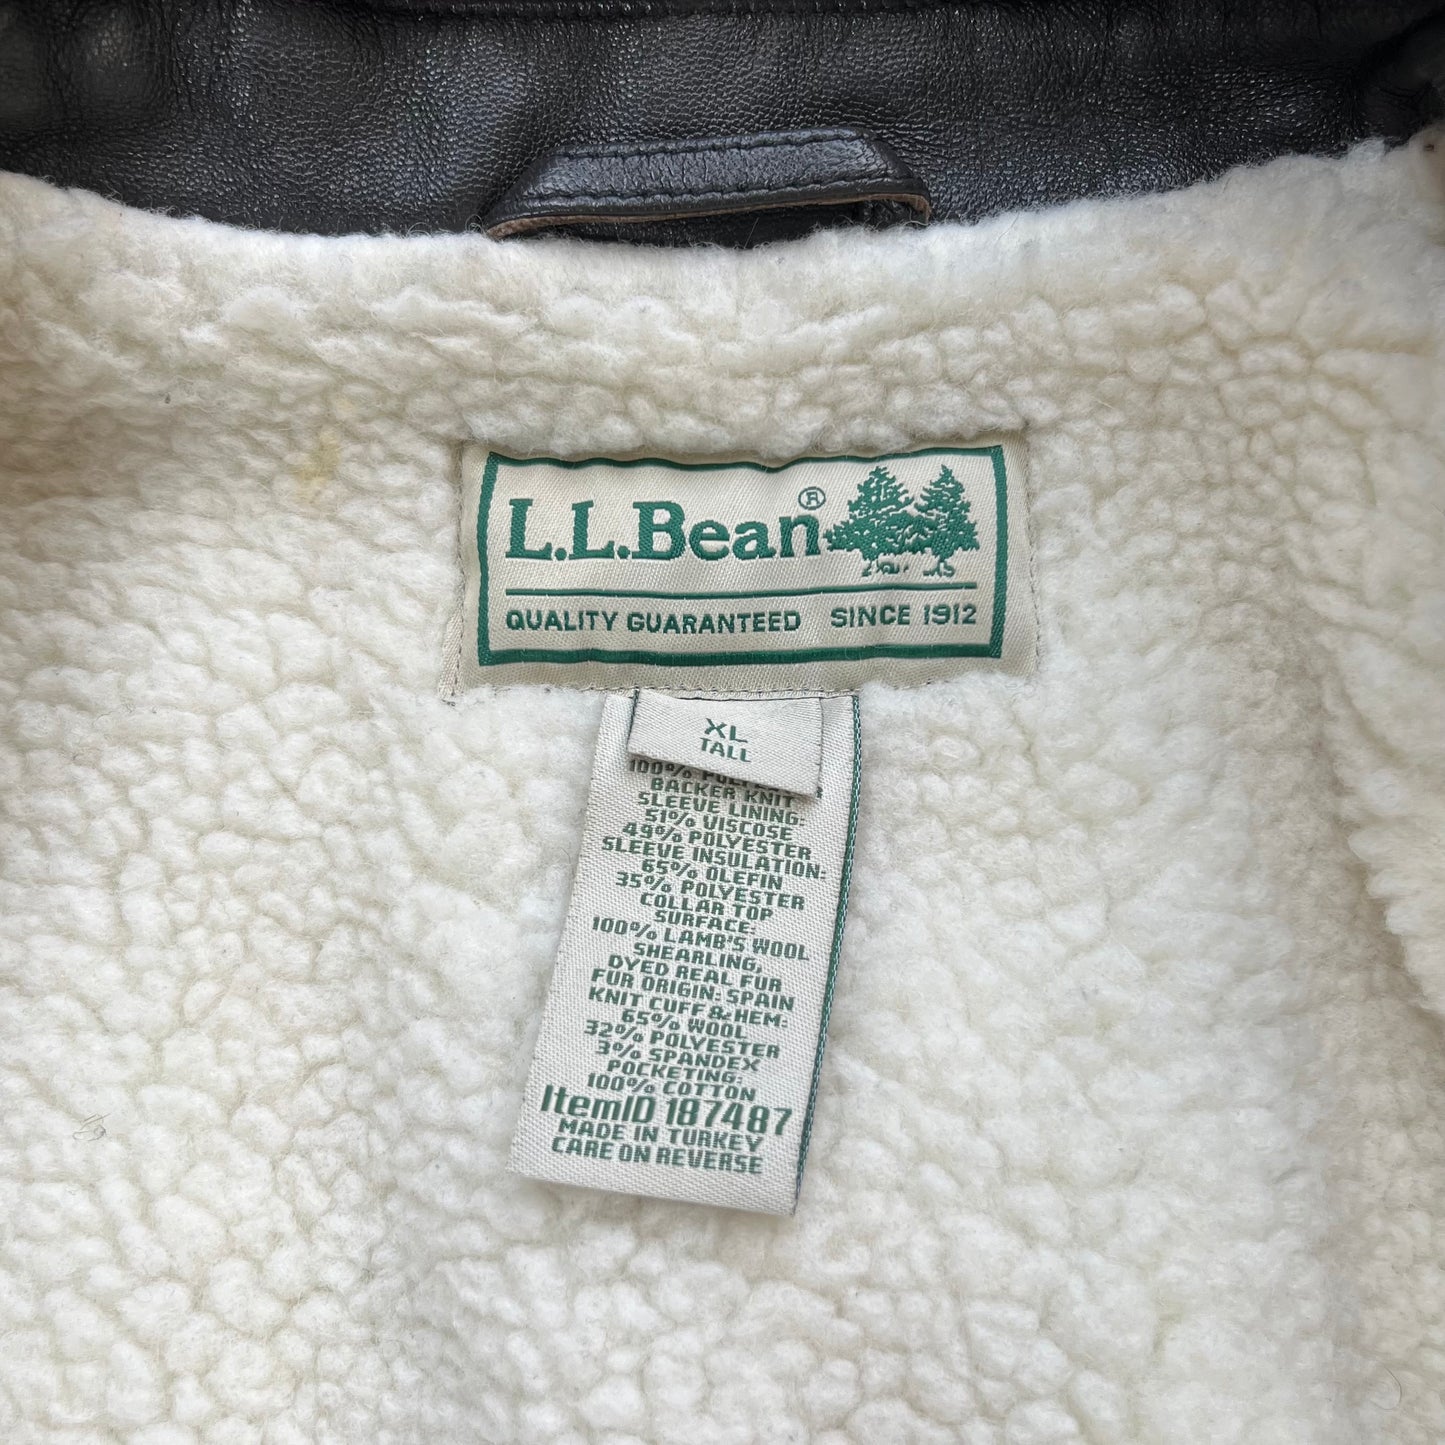 L.L.Bean®
QUALITY GUARANTEED SINCE 1912
XL
TALL
100%
BACKER KNIT
SLEEVE LINING:
51% VISCOSE
49% POLYESTER
SLEEVE INSULATION:
65% OLEFIN
35% POLYESTER
COLLAR TOP
SURFACE:
100% LAMB'S WOOL
SHEARLING,
DYED REAL FUR
FUR ORIGIN: SPAIN
KNIT CUFF & HEM:
65% WOOL
32% POLYESTER
3% SPANDEX
POCKETING:
100% COTTON
ItemID 187487
MADE IN TURKEY
CARE ON REVERSE